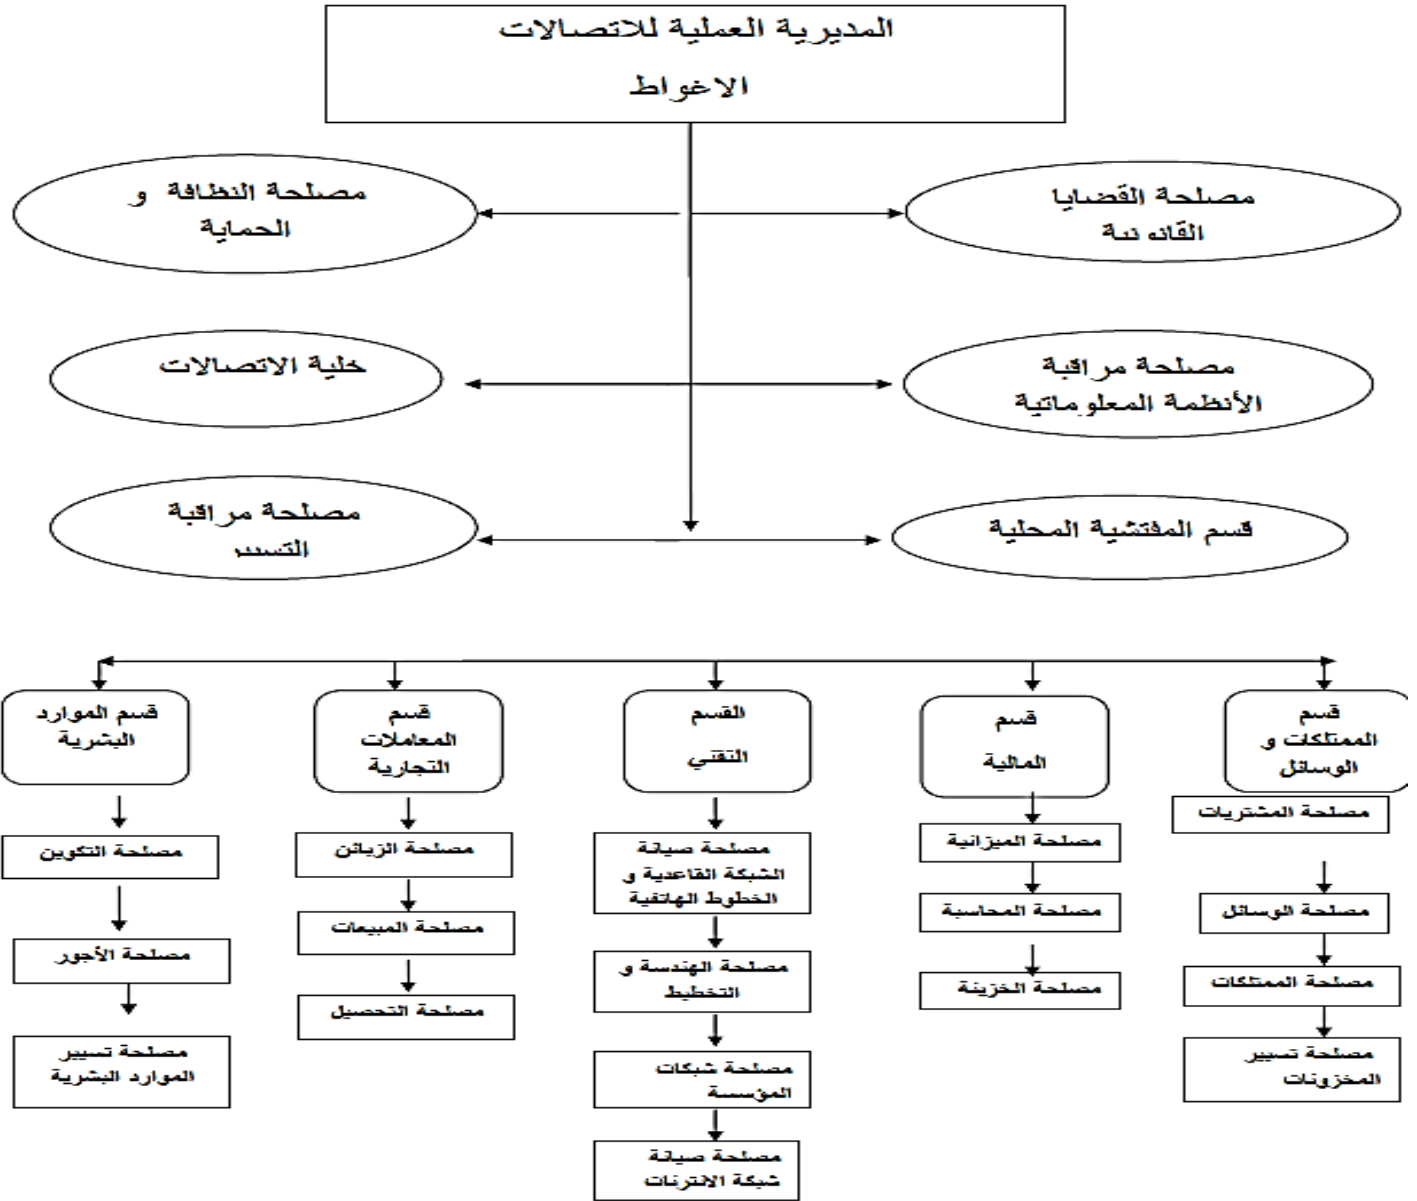 المديرية العملية للاتصالات
الاغواط
مصلحة القضايا
القانونية
مصلحة النظافة و
الحماية
مصلحة مراقبة
الأنظمة المعلوماتية
خلية الاتصالات
قسم المفتشية المحلية
مصلحة مراقبة
التسيير
قسم
الممتلكات و
الوسائل
مصلحة المشتريات
مصلحة الوسائل
مصلحة الممتلكات
مصلحة تسيير
المخزونات
قسم
المالية
مصلحة الميزانية
مصلحة المحاسبة
مصلحة الخزينة
القسم
التقني
مصلحة صيانة
الشبكة القاعدية و
الخطوط الهاتفية
مصلحة الهندسة و
التخطيط
مصلحة شبكات
المؤسسة
مصلحة صيانة
شبكة الانترنات
قسم
المعاملات
التجارية
مصلحة الزبائن
مصلحة المبيعات
مصلحة التحصيل
قسم الموارد
البشرية
مصلحة التكوين
مصلحة الأجور
مصلحة تسيير
الموارد البشرية